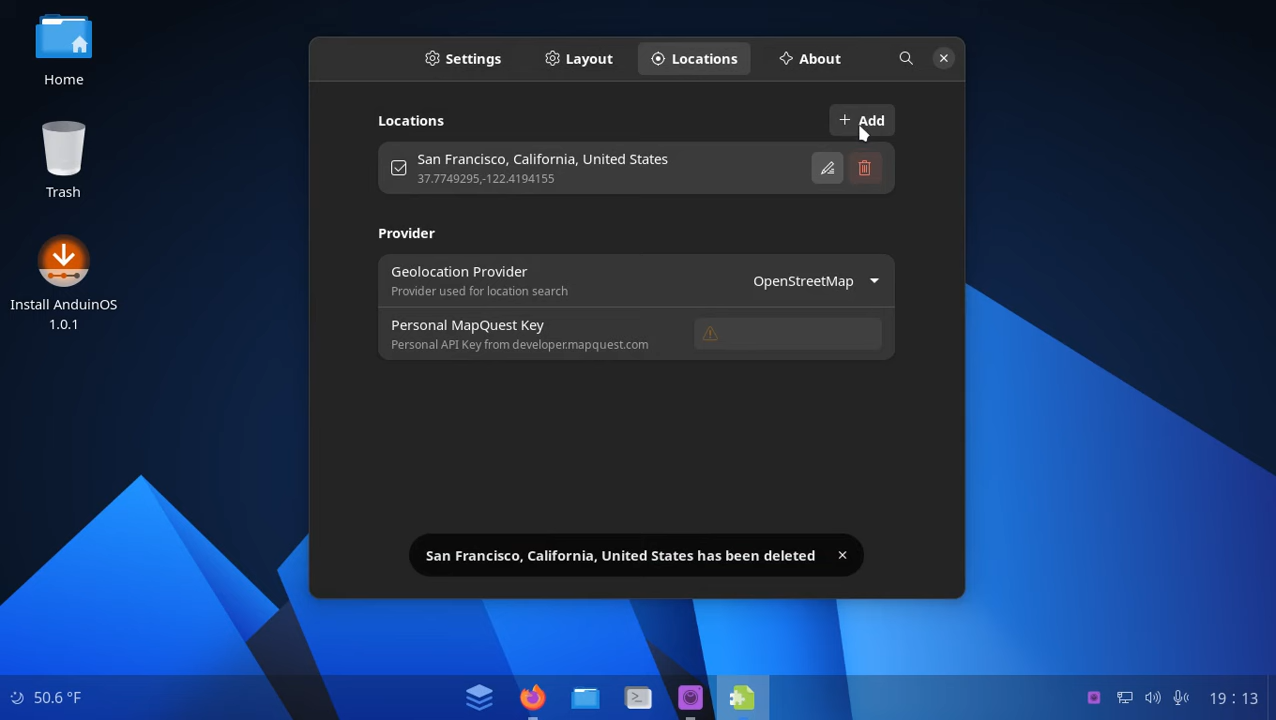 Home
Trash
Install AnduinOS
1.0.1
Settings
Layout
Locations
About
Locations
Add
San Francisco, California, United States
37.7749295,-122.4194155
Provider
Geolocation Provider
Provider used for location search
OpenStreetMap
Personal MapQuest Key
Personal API Key from developer.mapquest.com
San Francisco, California, United States has been deleted
50.6 °F
19 : 13